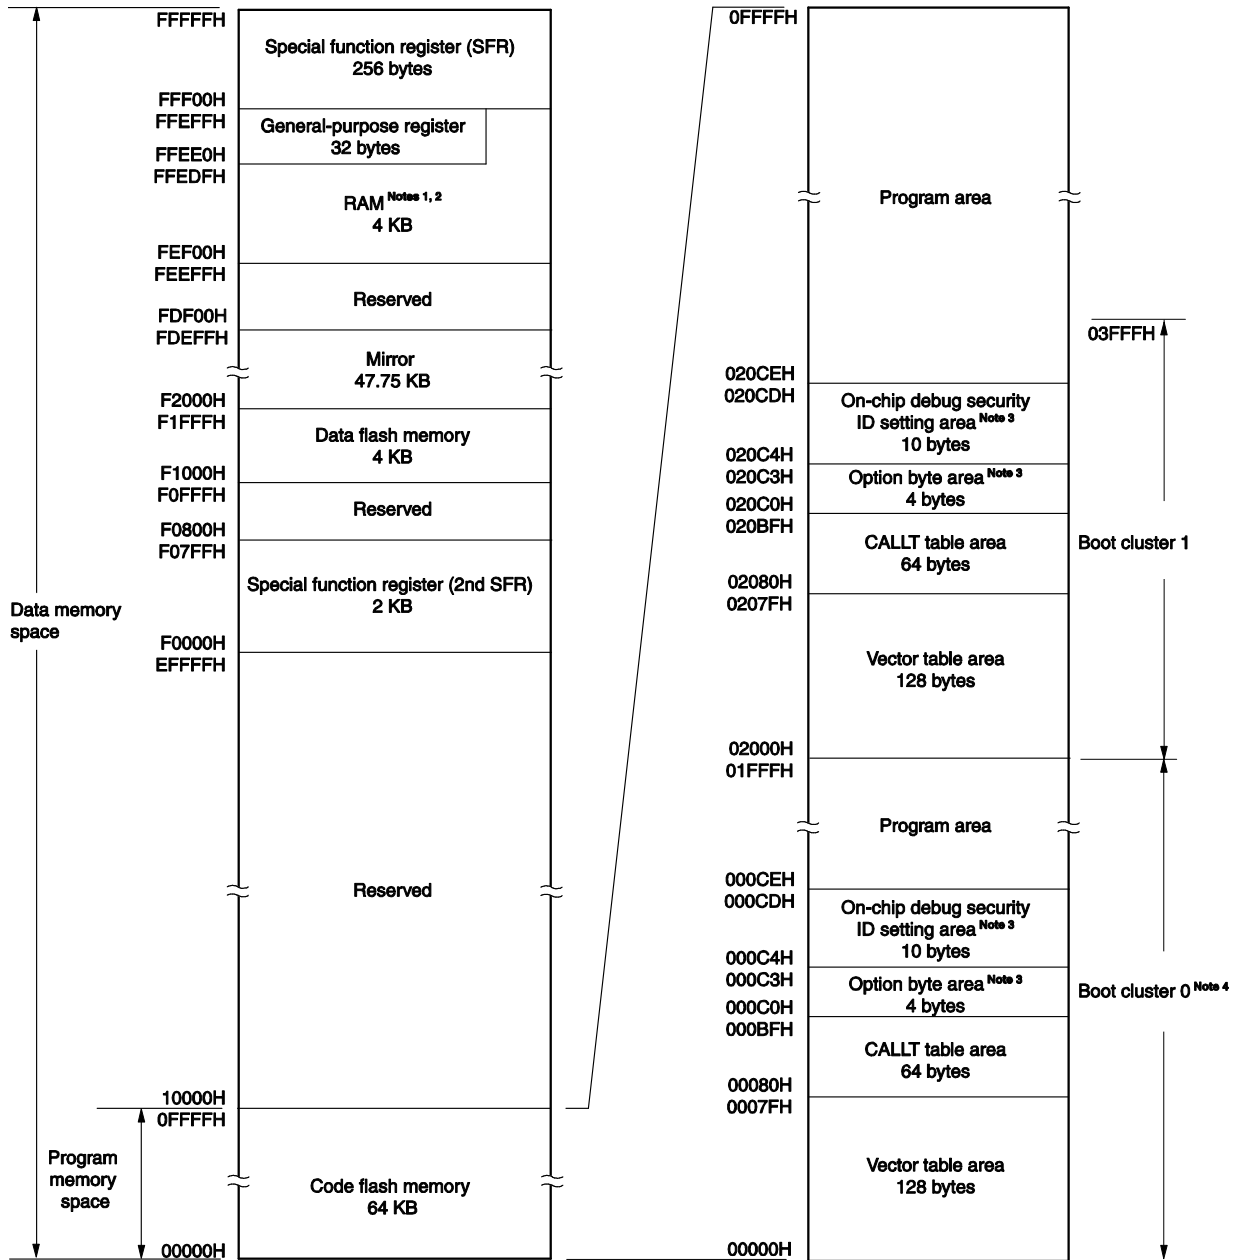 FFFFFH
Special function register (SFR)
256 bytes
FFF00H
FFEFFH
General-purpose register
32 bytes
FFEE0H
FFEDFH
RAM Notes 1, 2
4 KB
FEF00H
FEEFFH
Reserved
FDF00H
FDEFFH
Mirror
47.75 KB
F2000H
F1FFFH
Data flash memory
4 KB
F1000H
F0FFFH
Reserved
F0800H
F07FFH
Special function register (2nd SFR)
2 KB
F0000H
EFFFFH
Data memory
space
Reserved
10000H
0FFFFH
Program
memory
space
Code flash memory
64 KB
00000H
0FFFFH
Program area
03FFFH
020CEH
020CDH
On-chip debug security
ID setting area Note 3
10 bytes
020C4H
020C3H
Option byte area Note 3
4 bytes
020C0H
020BFH
CALLT table area
64 bytes
Boot cluster 1
02080H
0207FH
Vector table area
128 bytes
02000H
01FFFH
Program area
000CEH
000CDH
On-chip debug security
ID setting area Note 3
10 bytes
000C4H
000C3H
Option byte area Note 3
4 bytes
Boot cluster 0 Note 4
000C0H
000BFH
CALLT table area
64 bytes
00080H
0007FH
Vector table area
128 bytes
00000H